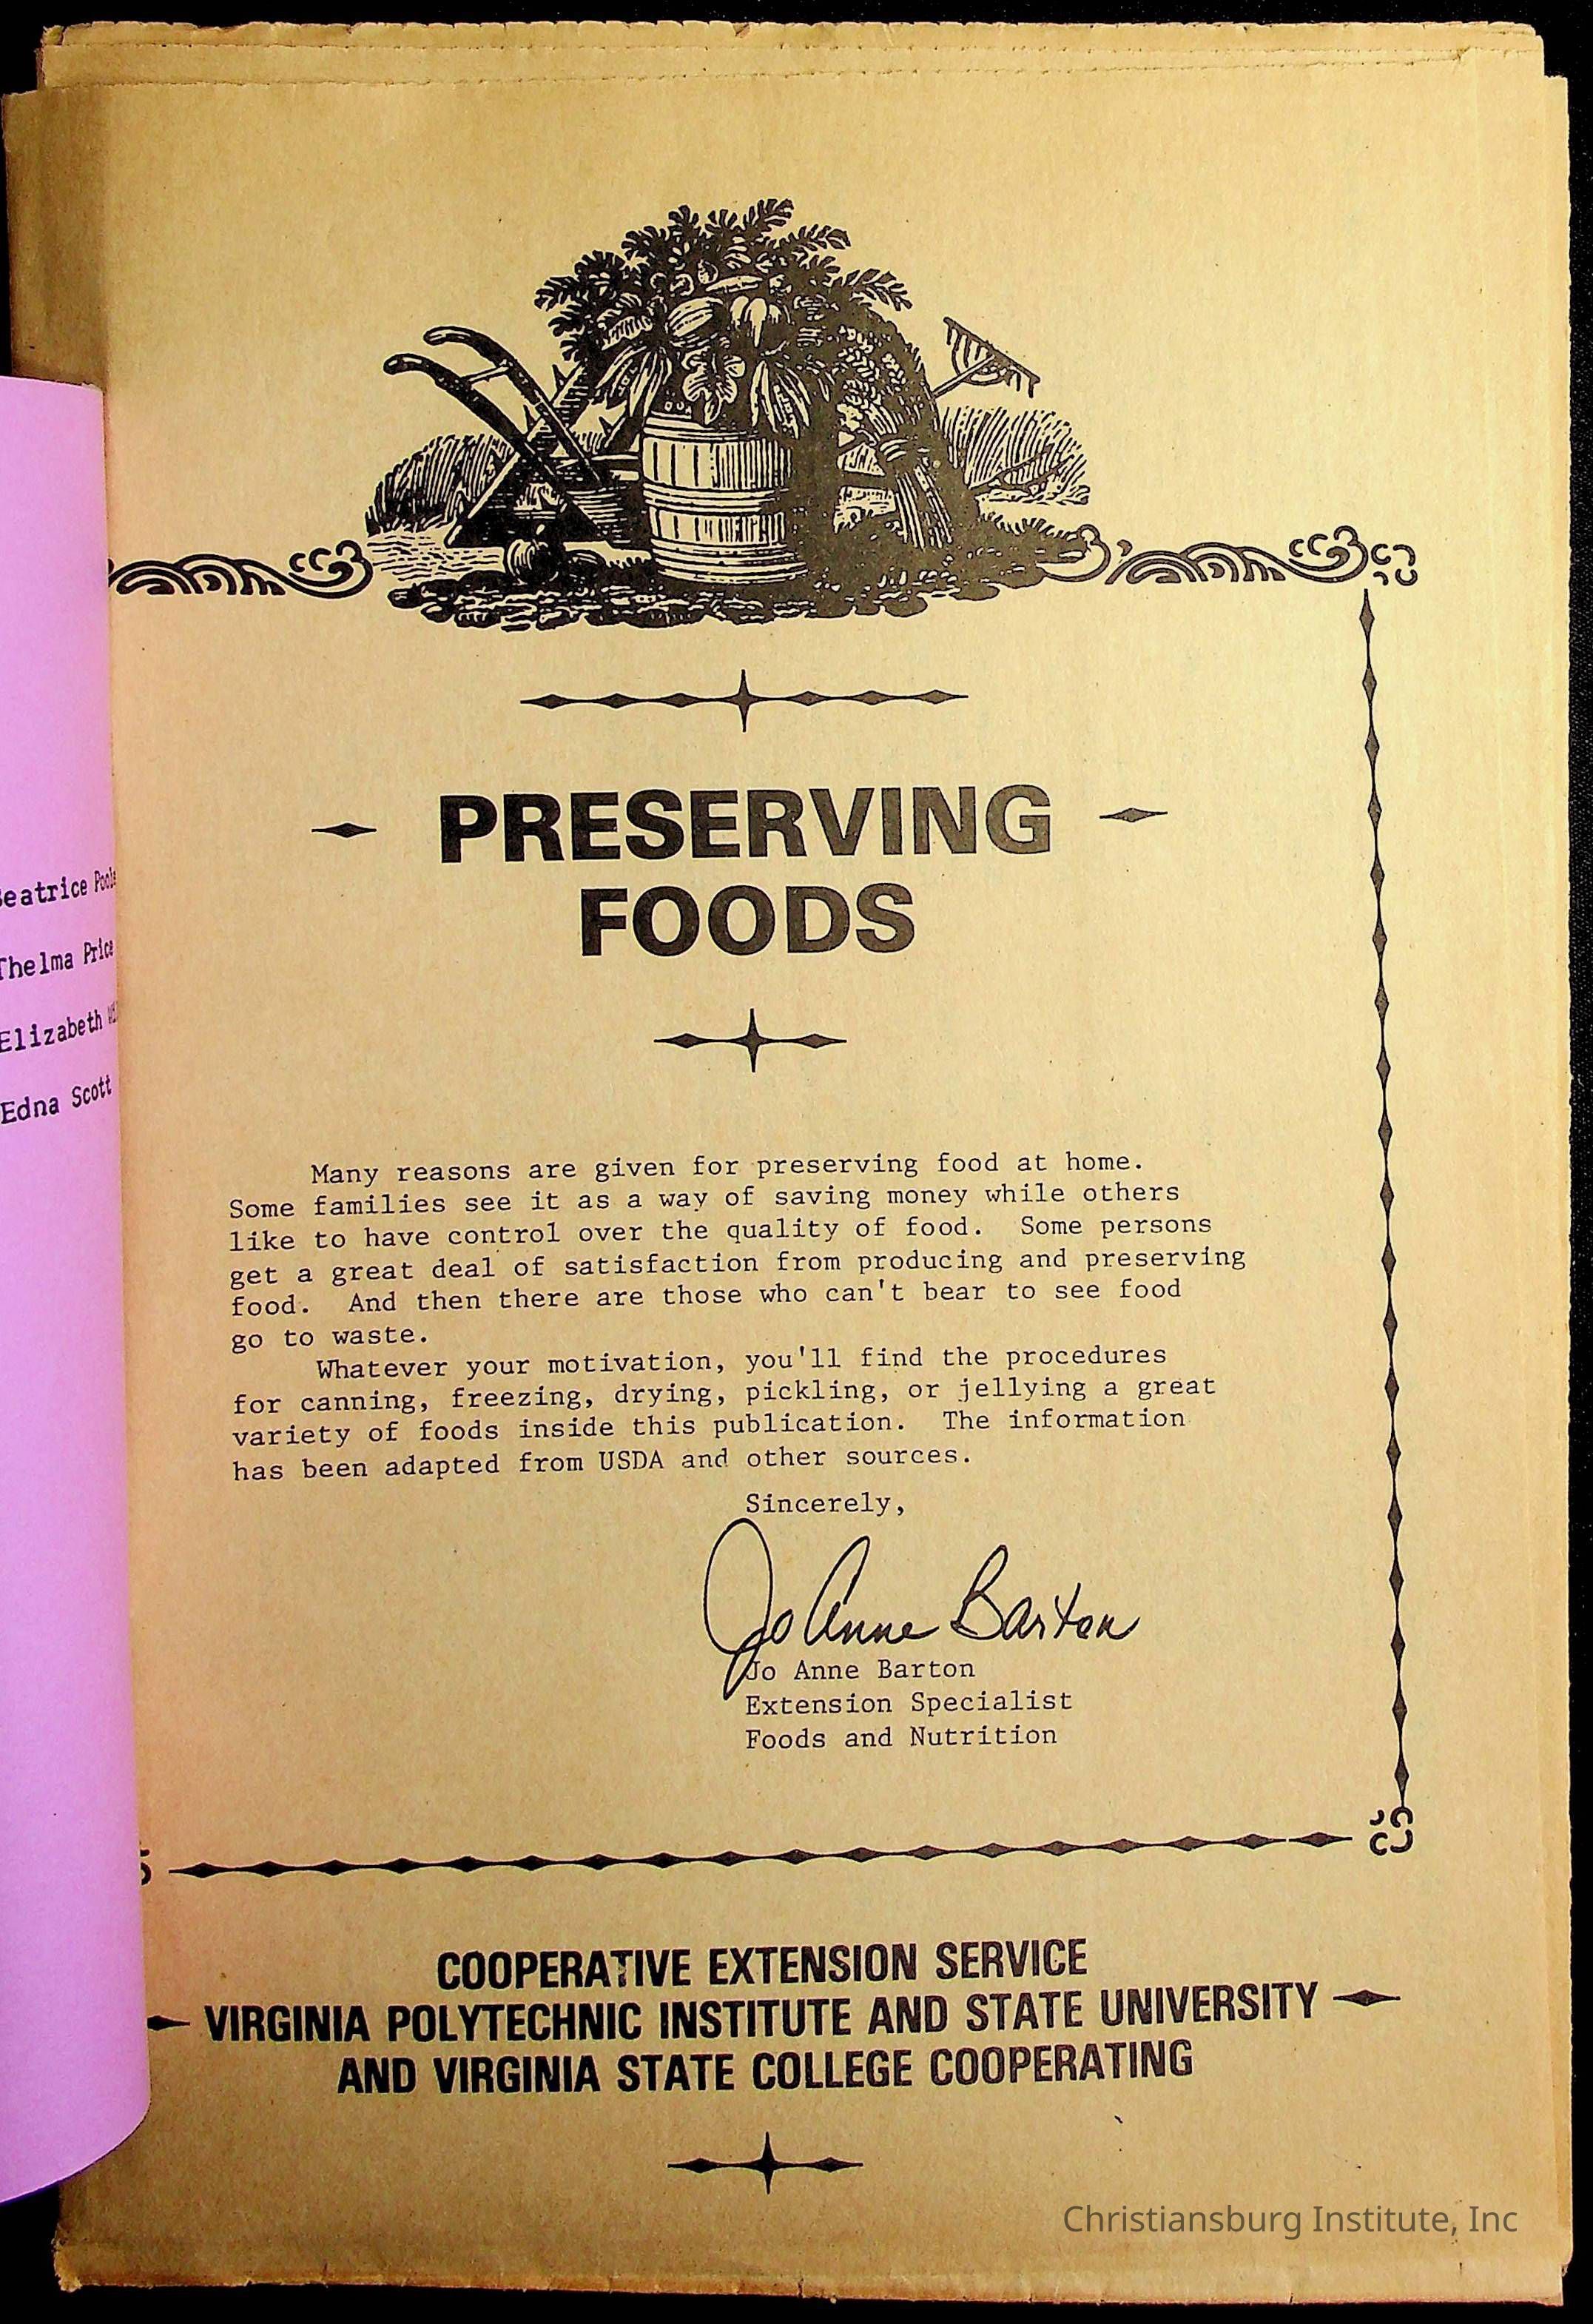 Beatrice Poole
Thelma Price
Elizabeth
Edna Scott
PRESERVING
FOODS
Many reasons are given for preserving food at home.
Some families see it as a way of saving money while others
like to have control over the quality of food. Some persons
get a great deal of satisfaction from producing and preserving
food. And then there are those who can't bear to see food
go to waste.
Whatever your motivation, you'll find the procedures
for canning, freezing, drying, pickling, or jellying a great
variety of foods inside this publication. The information
has been adapted from USDA and other sources.
Sincerely,
Jo Anne Barton
Jo Anne Barton
Extension Specialist
Foods and Nutrition
COOPERATIVE EXTENSION SERVICE
VIRGINIA POLYTECHNIC INSTITUTE AND STATE UNIVERSITY
AND VIRGINIA STATE COLLEGE COOPERATING
Christiansburg Institute, Inc